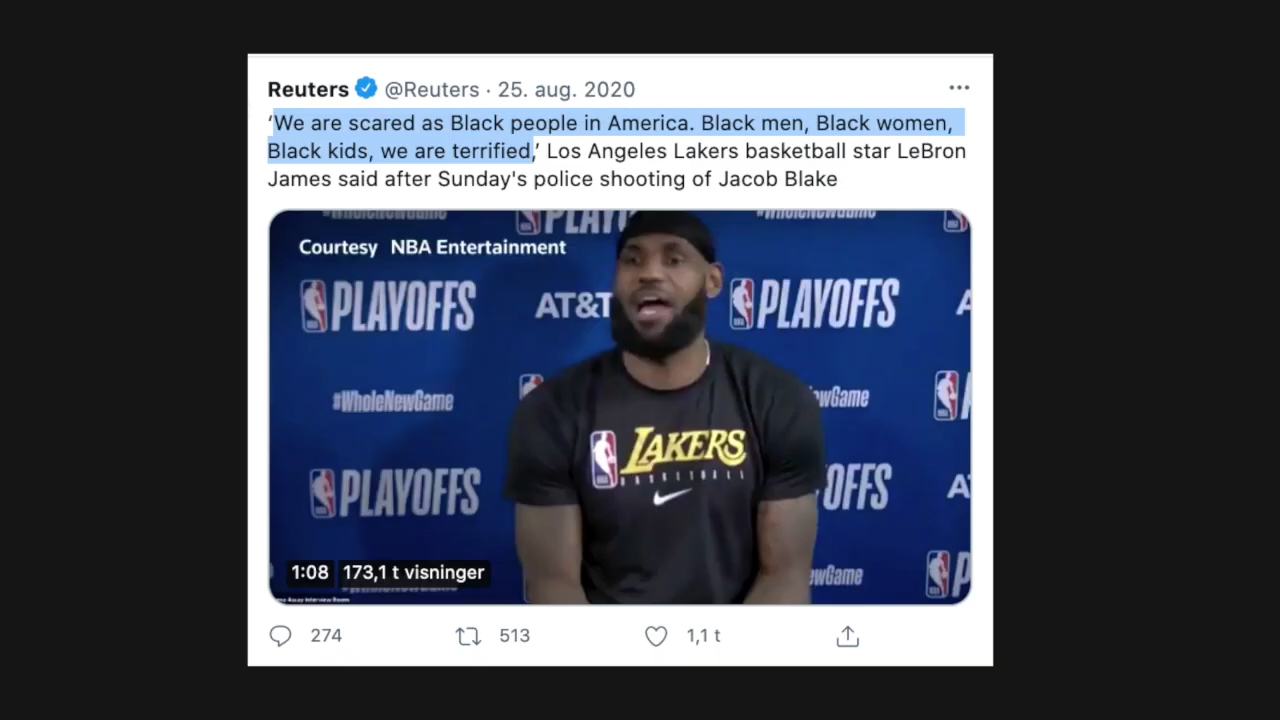 Reuters @Reuters · 25. aug. 2020
‘We are scared as Black people in America. Black men, Black women,
Black kids, we are terrified,’ Los Angeles Lakers basketball star LeBron
James said after Sunday's police shooting of Jacob Blake
#WholeNewGame PLAYOFFS #WholeNewGame
Courtesy NBA Entertainment
PLAYOFFS AT&T PLAYOFFS A
#WholeNewGame ewGame
LAKERS
BASKETBALL
PLAYOFFS OFFS A
1:08 173,1 t visninger ewGame P
274 513 1,1 t